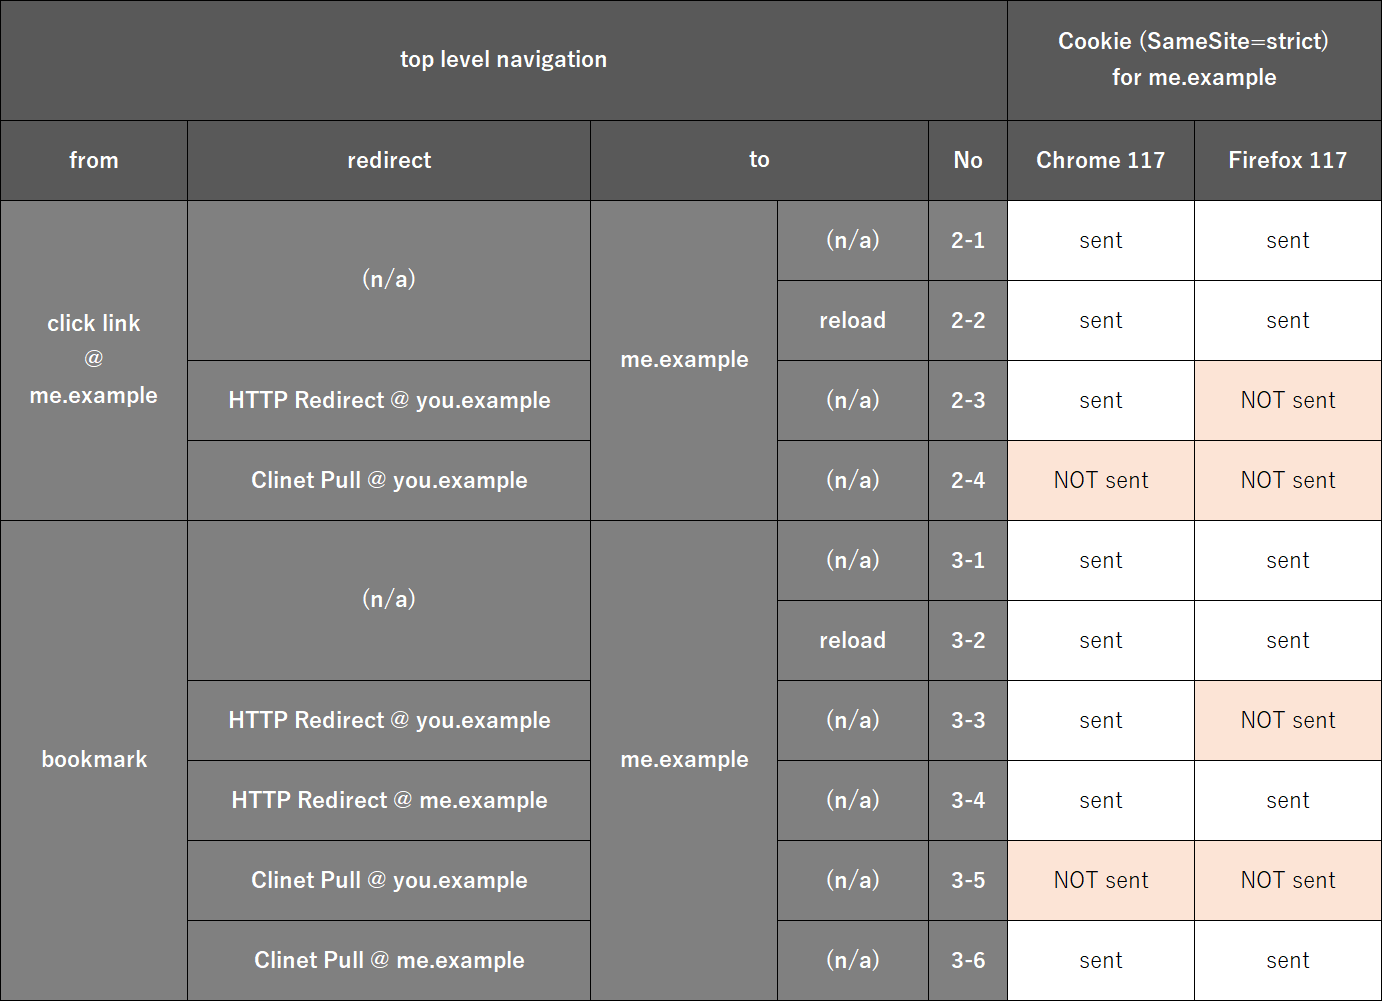 top level navigation
Cookie (SameSite=strict)
for me.example
from
redirect
to
No
Chrome 117
Firefox 117
click link
@
me.example
(n/a)
me.example
(n/a)
2-1
sent
sent
reload
2-2
sent
sent
HTTP Redirect @ you.example
(n/a)
2-3
sent
NOT sent
Clinet Pull @ you.example
(n/a)
2-4
NOT sent
NOT sent
bookmark
(n/a)
me.example
(n/a)
3-1
sent
sent
reload
3-2
sent
sent
HTTP Redirect @ you.example
(n/a)
3-3
sent
NOT sent
HTTP Redirect @ me.example
(n/a)
3-4
sent
sent
Clinet Pull @ you.example
(n/a)
3-5
NOT sent
NOT sent
Clinet Pull @ me.example
(n/a)
3-6
sent
sent